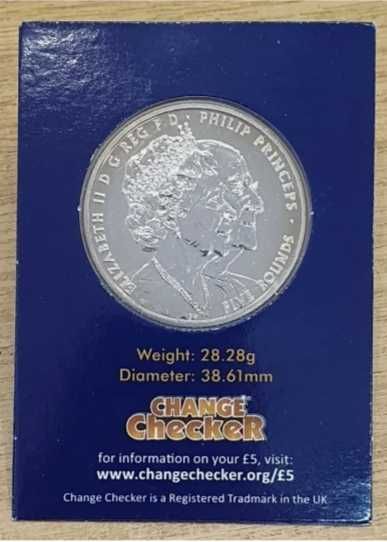 ELIZABETH II D G REG F D · PHILIP PRINCEPS ·
FIVE POUNDS
Weight: 28.28g
Diameter: 38.61mm
CHANGE
CHecKeR
for information on your £5, visit:
www.changechecker.org/£5
Change Checker is a Registered Tradmark in the UK